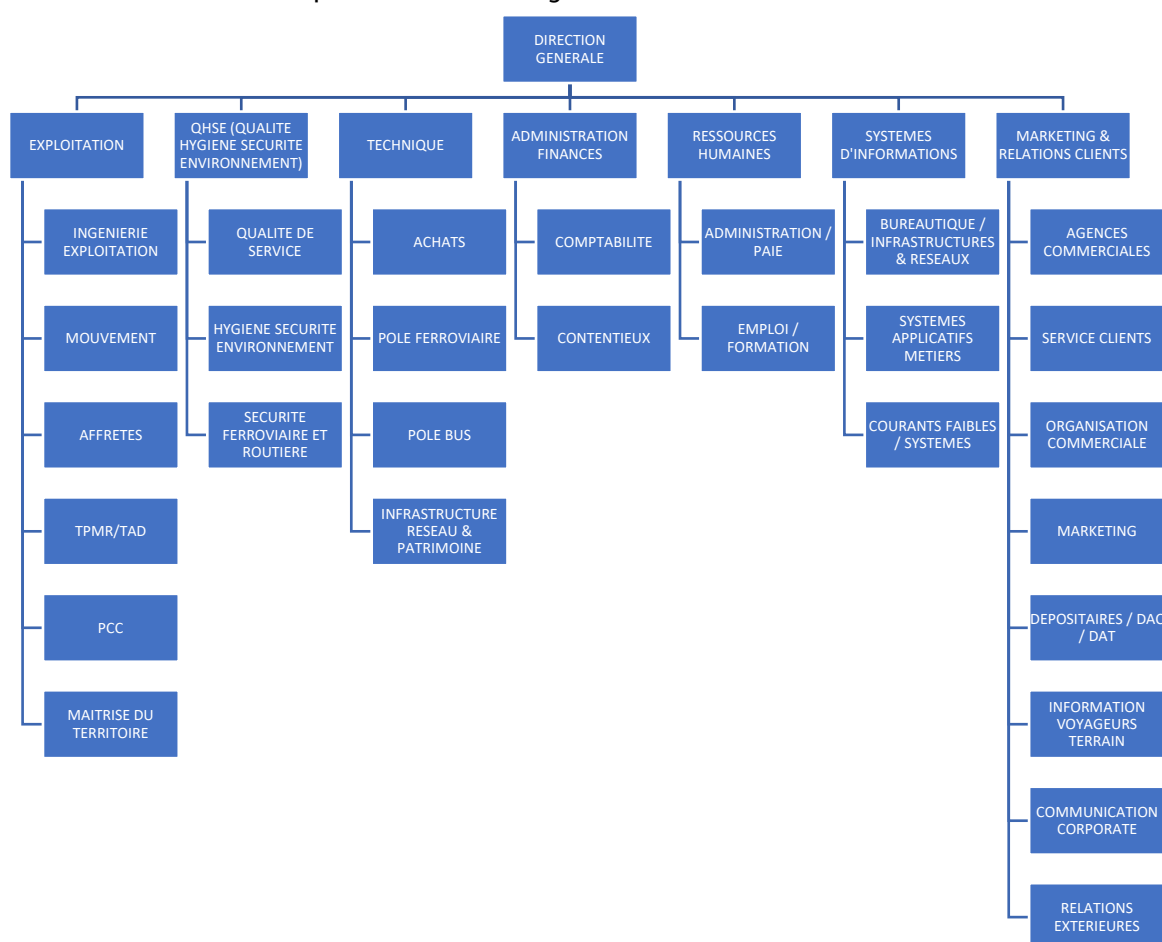 DIRECTION
GENERALE
EXPLOITATION
QHSE (QUALITE
HYGIENE SECURITE
ENVIRONNEMENT)
TECHNIQUE
ADMINISTRATION
FINANCES
RESSOURCES
HUMAINES
SYSTEMES
D'INFORMATIONS
MARKETING &
RELATIONS CLIENTS
INGENIERIE
EXPLOITATION
MOUVEMENT
AFFRETES
TPMR/TAD
PCC
MAITRISE DU
TERRITOIRE
QUALITE DE
SERVICE
HYGIENE SECURITE
ENVIRONNEMENT
SECURITE
FERROVIAIRE ET
ROUTIERE
ACHATS
POLE FERROVIAIRE
POLE BUS
INFRASTRUCTURE
RESEAU &
PATRIMOINE
COMPTABILITE
CONTENTIEUX
ADMINISTRATION /
PAIE
EMPLOI /
FORMATION
BUREAUTIQUE /
INFRASTRUCTURES
& RESEAUX
SYSTEMES
APPLICATIFS
METIERS
COURANTS FAIBLES
/ SYSTEMES
AGENCES
COMMERCIALES
SERVICE CLIENTS
ORGANISATION
COMMERCIALE
MARKETING
DEPOSITAIRES / DAC
/ DAT
INFORMATION
VOYAGEURS
TERRAIN
COMMUNICATION
CORPORATE
RELATIONS
EXTERIEURES